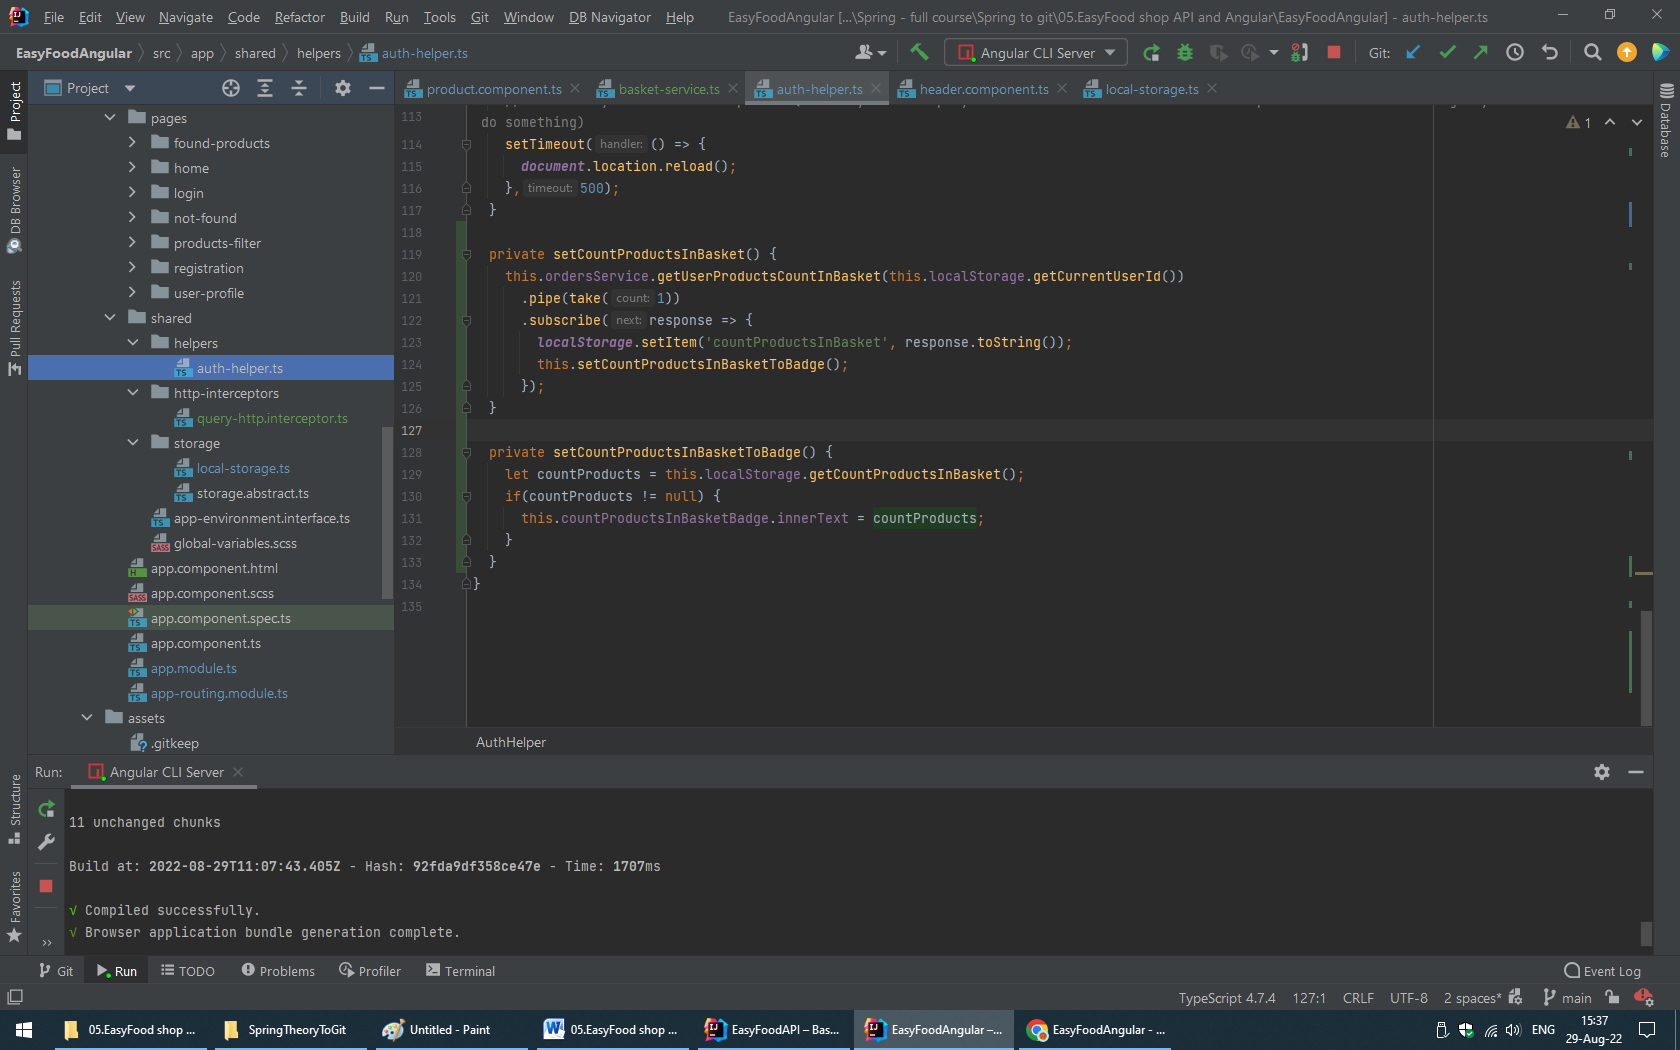 File Edit View Navigate Code Refactor Build Run Tools Git Window DB Navigator Help EasyFoodAngular [...\Spring - full course\Spring to git\05.EasyFood shop API and Angular\EasyFoodAngular] - auth-helper.ts
EasyFoodAngular src app shared helpers auth-helper.ts Angular CLI Server Git:
Project product.component.ts basket-service.ts auth-helper.ts header.component.ts local-storage.ts
Project
DB Browser
Pull Requests
Structure
Favorites
Database
pages
found-products
home
login
not-found
products-filter
registration
user-profile
shared
helpers
auth-helper.ts
http-interceptors
query-http.interceptor.ts
storage
local-storage.ts
storage.abstract.ts
app-environment.interface.ts
global-variables.scss
app.component.html
app.component.scss
app.component.spec.ts
app.component.ts
app.module.ts
app-routing.module.ts
assets
.gitkeep
1
113
do something)
114 setTimeout( handler: () => {
115 document.location.reload();
116 }, timeout: 500);
117 }
118
119 private setCountProductsInBasket() {
120 this.ordersService.getUserProductsCountInBasket(this.localStorage.getCurrentUserId())
121 .pipe(take( count: 1))
122 .subscribe( next: response => {
123 localStorage.setItem('countProductsInBasket', response.toString());
124 this.setCountProductsInBasketToBadge();
125 });
126 }
127
128 private setCountProductsInBasketToBadge() {
129 let countProducts = this.localStorage.getCountProductsInBasket();
130 if(countProducts != null) {
131 this.countProductsInBasketBadge.innerText = countProducts;
132 }
133 }
134 }
135
AuthHelper
Run: Angular CLI Server
11 unchanged chunks
Build at: 2022-08-29T11:07:43.405Z - Hash: 92fda9df358ce47e - Time: 1707ms
√ Compiled successfully.
√ Browser application bundle generation complete.
Git Run TODO Problems Profiler Terminal Event Log
TypeScript 4.7.4 127:1 CRLF UTF-8 2 spaces* main
05.EasyFood shop ... SpringTheoryToGit Untitled - Paint 05.EasyFood shop ... EasyFoodAPI – Bas... EasyFoodAngular –... EasyFoodAngular - ... ENG 15:37
29-Aug-22